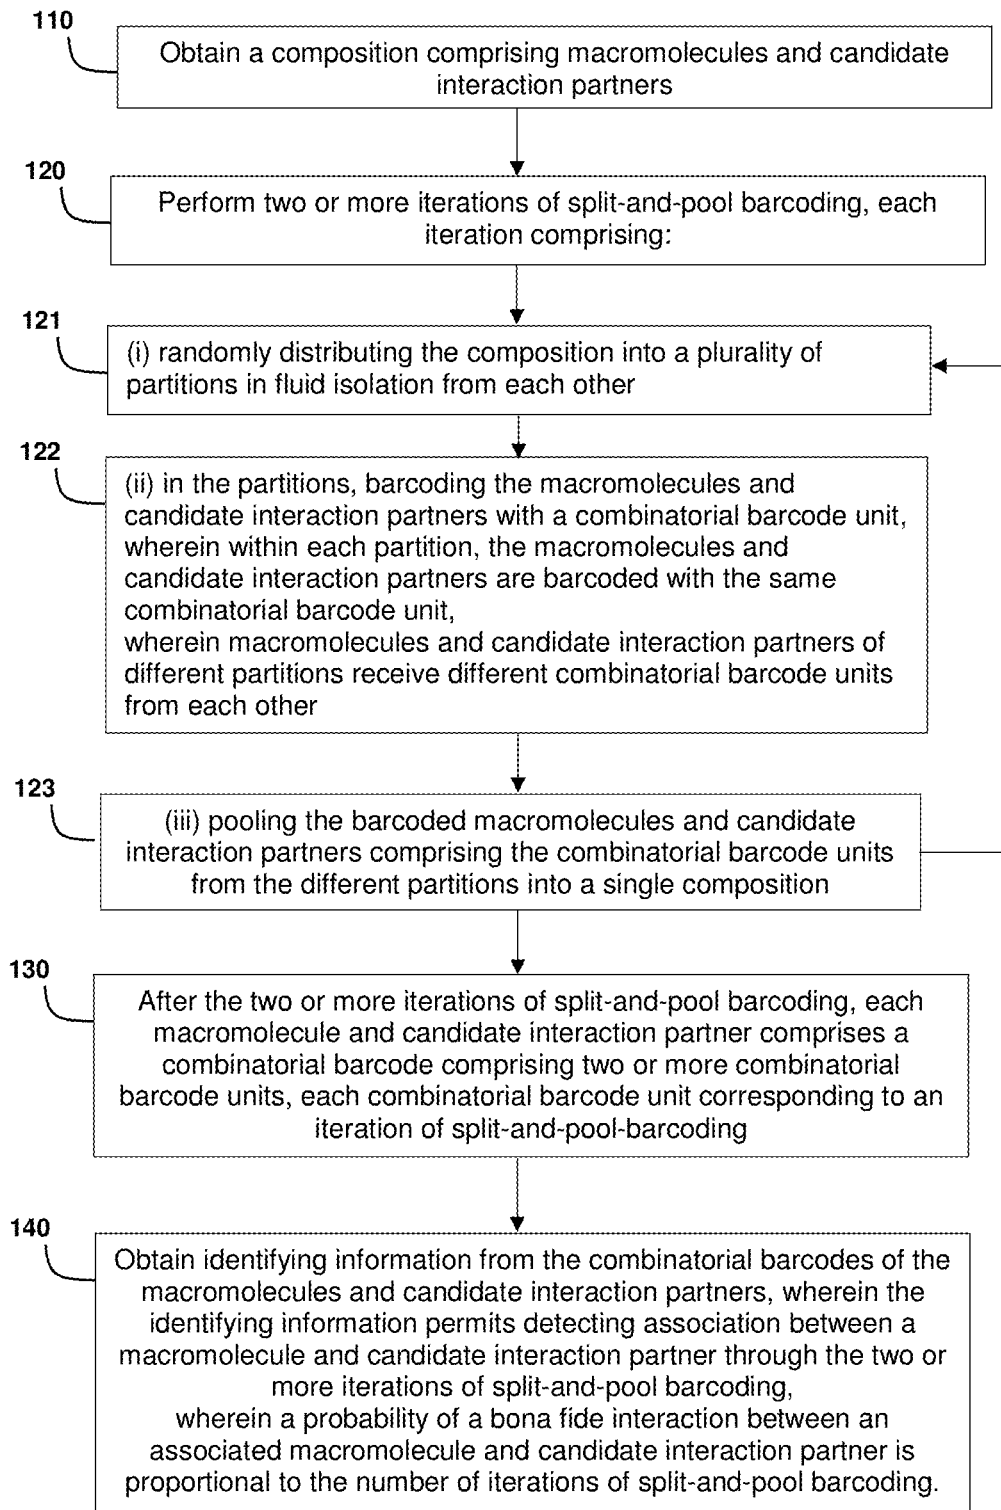 110
Obtain a composition comprising macromolecules and candidate
interaction partners
120
Perform two or more iterations of split-and-pool barcoding, each
iteration comprising:
121
(i) randomly distributing the composition into a plurality of
partitions in fluid isolation from each other
122
(ii) in the partitions, barcoding the macromolecules and
candidate interaction partners with a combinatorial barcode unit,
wherein within each partition, the macromolecules and
candidate interaction partners are barcoded with the same
combinatorial barcode unit,
wherein macromolecules and candidate interaction partners of
different partitions receive different combinatorial barcode units
from each other
123
(iii) pooling the barcoded macromolecules and candidate
interaction partners comprising the combinatorial barcode units
from the different partitions into a single composition
130
After the two or more iterations of split-and-pool barcoding, each
macromolecule and candidate interaction partner comprises a
combinatorial barcode comprising two or more combinatorial
barcode units, each combinatorial barcode unit corresponding to an
iteration of split-and-pool-barcoding
140
Obtain identifying information from the combinatorial barcodes of the
macromolecules and candidate interaction partners, wherein the
identifying information permits detecting association between a
macromolecule and candidate interaction partner through the two or
more iterations of split-and-pool barcoding,
wherein a probability of a bona fide interaction between an
associated macromolecule and candidate interaction partner is
proportional to the number of iterations of split-and-pool barcoding.